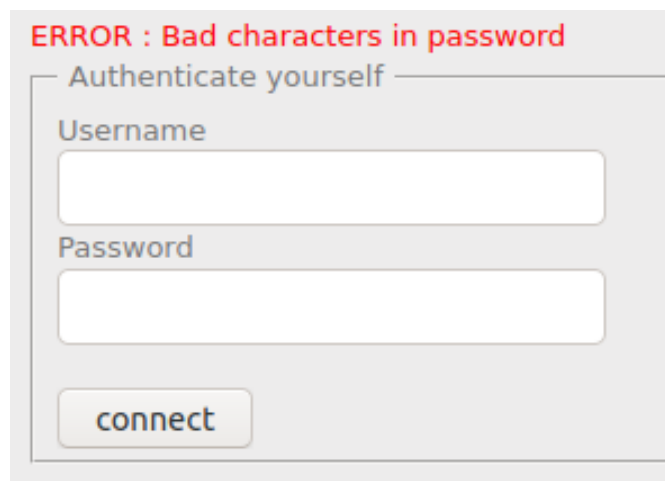 ERROR : Bad characters in password
Authenticate yourself
Username
Password
connect